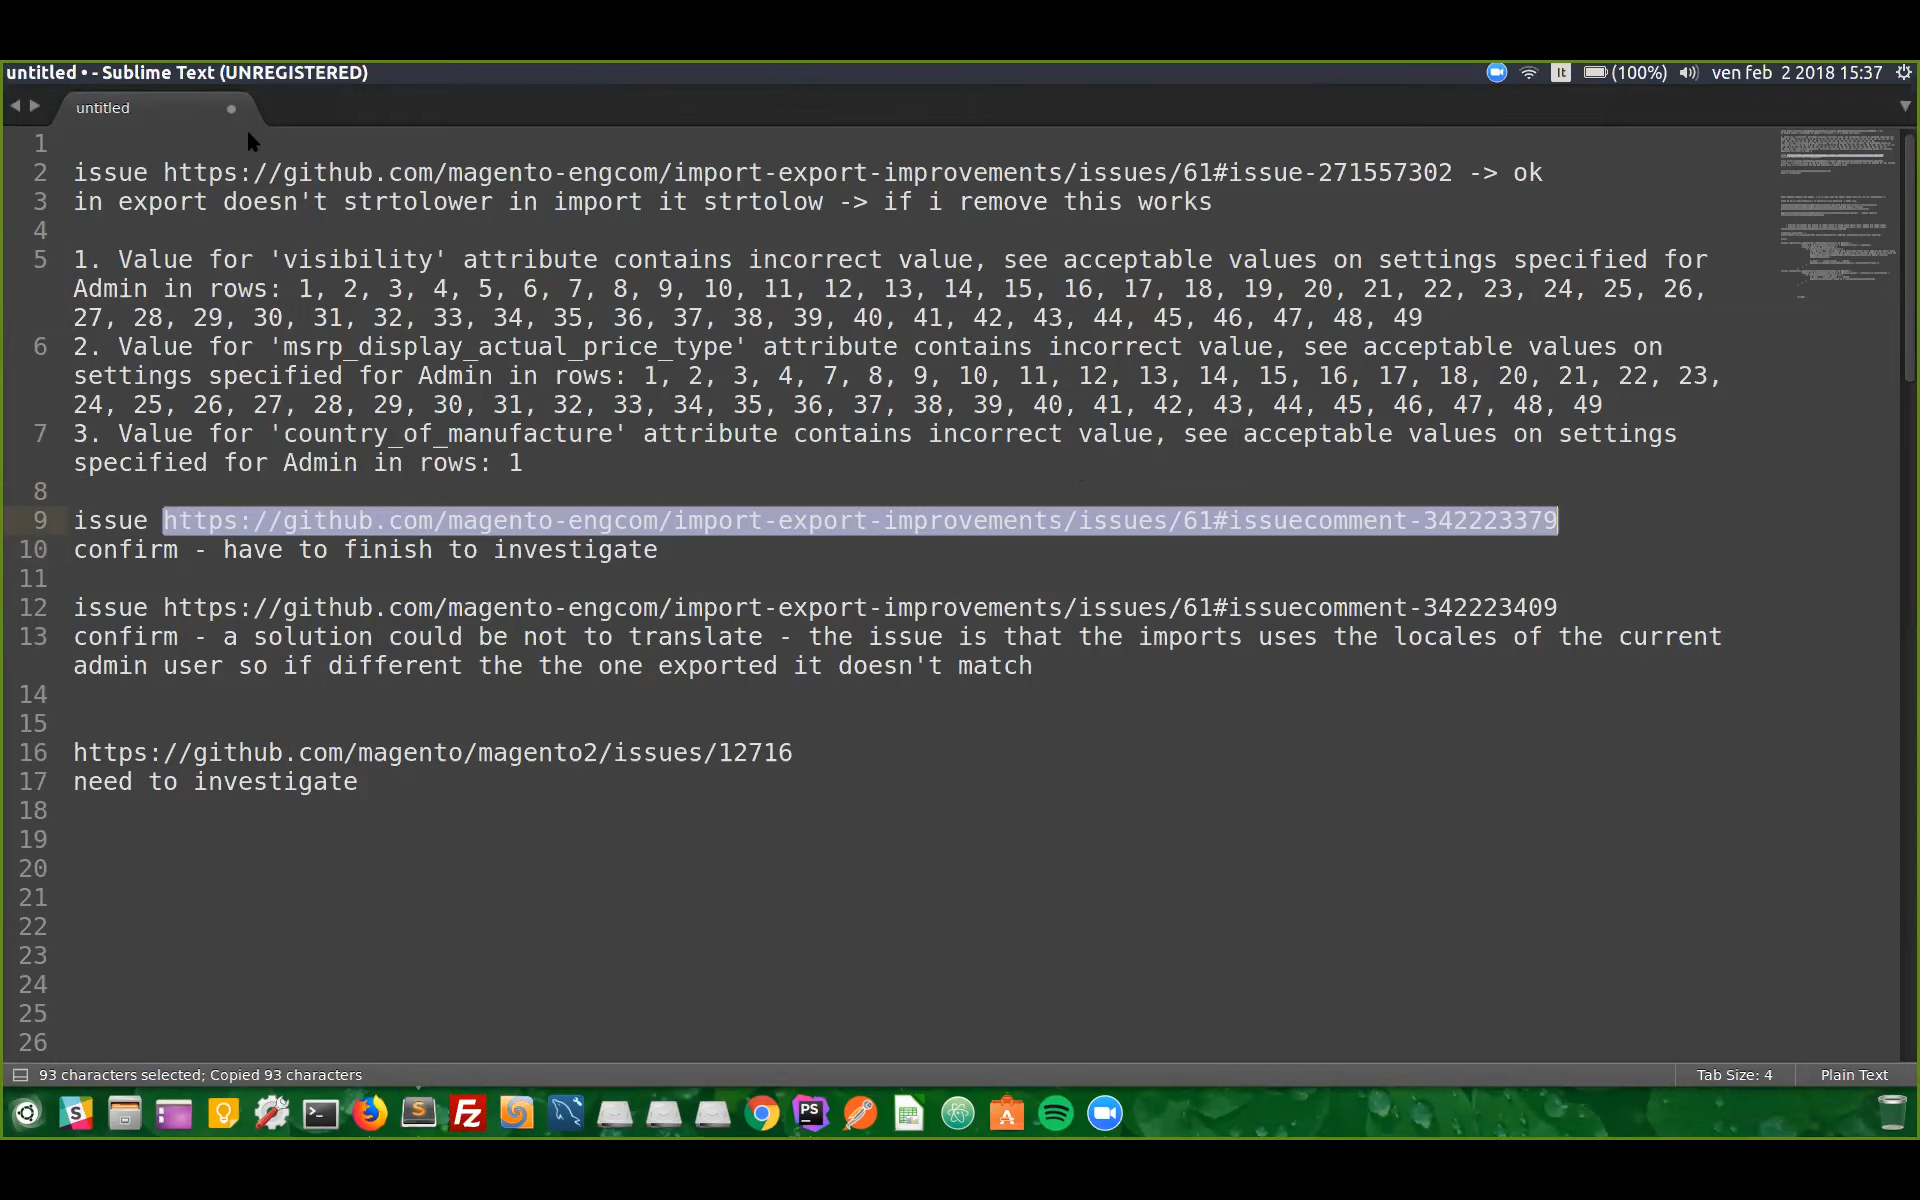 untitled • - Sublime Text (UNREGISTERED)
It
(100%)
ven feb 2 2018 15:37
untitled
1
2 issue https://github.com/magento-engcom/import-export-improvements/issues/61#issue-271557302 -> ok
3 in export doesn't strtolower in import it strtolow -> if i remove this works
4
5 1. Value for 'visibility' attribute contains incorrect value, see acceptable values on settings specified for
Admin in rows: 1, 2, 3, 4, 5, 6, 7, 8, 9, 10, 11, 12, 13, 14, 15, 16, 17, 18, 19, 20, 21, 22, 23, 24, 25, 26,
27, 28, 29, 30, 31, 32, 33, 34, 35, 36, 37, 38, 39, 40, 41, 42, 43, 44, 45, 46, 47, 48, 49
6 2. Value for 'msrp_display_actual_price_type' attribute contains incorrect value, see acceptable values on
settings specified for Admin in rows: 1, 2, 3, 4, 7, 8, 9, 10, 11, 12, 13, 14, 15, 16, 17, 18, 20, 21, 22, 23,
24, 25, 26, 27, 28, 29, 30, 31, 32, 33, 34, 35, 36, 37, 38, 39, 40, 41, 42, 43, 44, 45, 46, 47, 48, 49
7 3. Value for 'country_of_manufacture' attribute contains incorrect value, see acceptable values on settings
specified for Admin in rows: 1
8
9 issue https://github.com/magento-engcom/import-export-improvements/issues/61#issuecomment-342223379
10 confirm - have to finish to investigate
11
12 issue https://github.com/magento-engcom/import-export-improvements/issues/61#issuecomment-342223409
13 confirm - a solution could be not to translate - the issue is that the imports uses the locales of the current
admin user so if different the the one exported it doesn't match
14
15
16 https://github.com/magento/magento2/issues/12716
17 need to investigate
18
19
20
21
22
23
24
25
26
93 characters selected; Copied 93 characters
Tab Size: 4
Plain Text